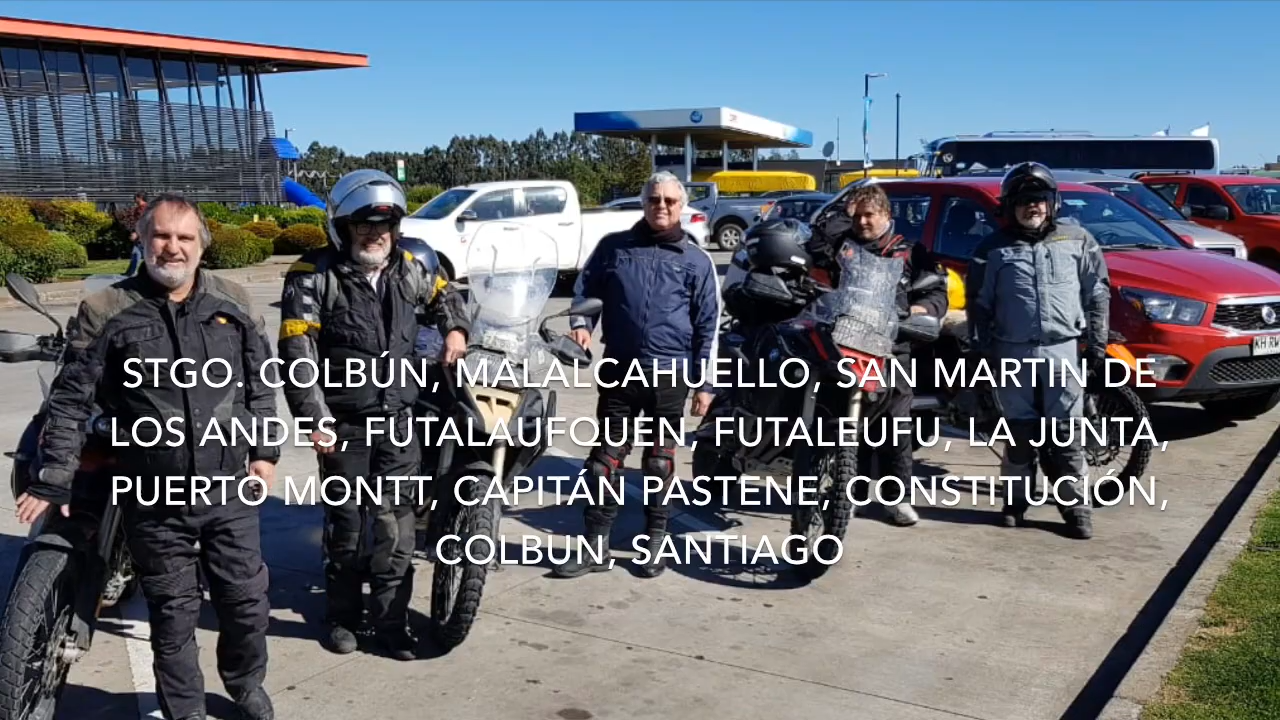 STGO. COLBÚN, MALALCAHUELLO, SAN MARTIN DE
LOS ANDES, FUTALAUFQUEN, FUTALEUFU, LA JUNTA,
PUERTO MONTT, CAPITÁN PASTENE, CONSTITUCIÓN,
COLBUN, SANTIAGO